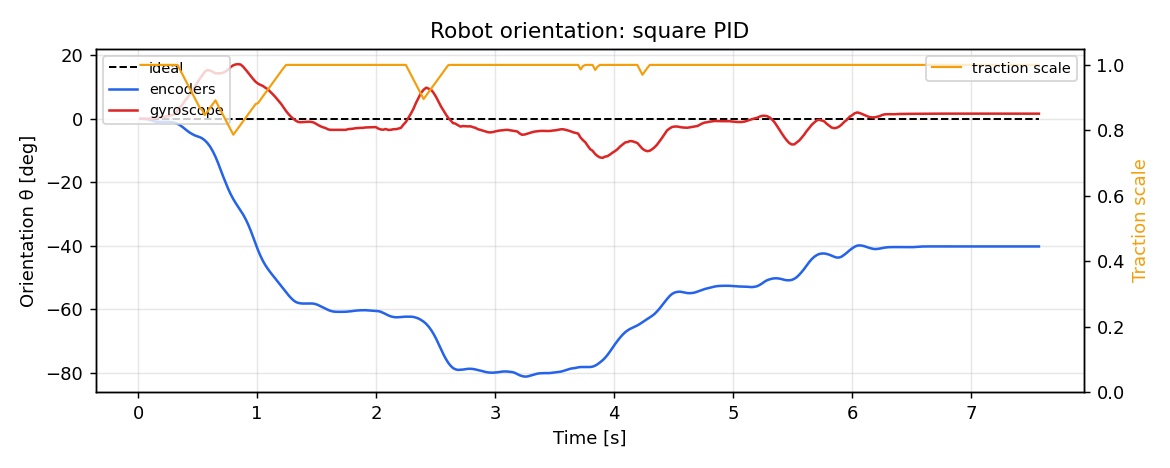 Robot orientation: square PID
20
0
−20
−40
−60
−80
Orientation θ [deg]
ideal
encoders
gyroscope
traction scale
1.0
0.8
0.6
0.4
0.2
0.0
Traction scale
0 1 2 3 4 5 6 7
Time [s]